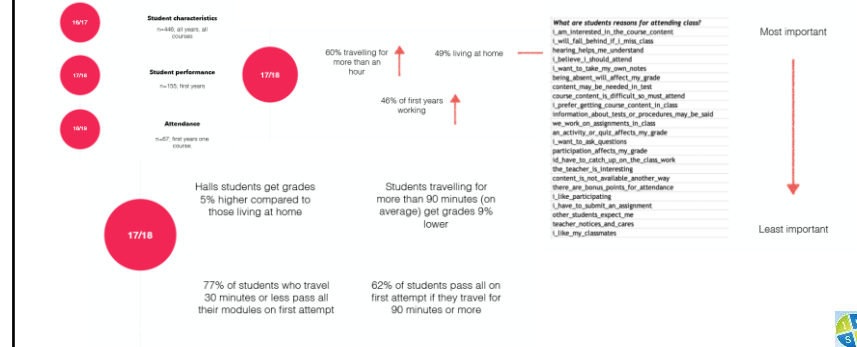 16/17
Student characteristics
n=446, all years, all
courses
17/18
Student performance
n=155, first years
18/19
Attendance
n=67, first years one
course,
17/18
60% travelling for
more than an
hour
49% living at home
46% of first years
working
What are students reasons for attending class?
i_am_interested_in_the_course_content
i_will_fall_behind_if_i_miss_class
hearing_helps_me_understand
i_believe_i_should_attend
i_want_to_take_my_own_notes
being_absent_will_affect_my_grade
content_may_be_needed_in_test
course_content_is_difficult_so_must_attend
i_prefer_getting_course_content_in_class
information_about_tests_or_procedures_may_be_said
we_work_on_assignments_in_class
an_activity_or_quiz_affects_my_grade
i_want_to_ask_questions
participation_affects_my_grade
id_have_to_catch_up_on_the_class_work
the_teacher_is_interesting
content_is_not_available_another_way
there_are_bonus_points_for_attendance
i_like_participating
i_have_to_submit_an_assignment
other_students_expect_me
teacher_notices_and_cares
i_like_my_classmates
Most important
Least important
17/18
Halls students get grades
5% higher compared to
those living at home
Students travelling for
more than 90 minutes (on
average) get grades 9%
lower
77% of students who travel
30 minutes or less pass all
their modules on first attempt
62% of students pass all on
first attempt if they travel for
90 minutes or more